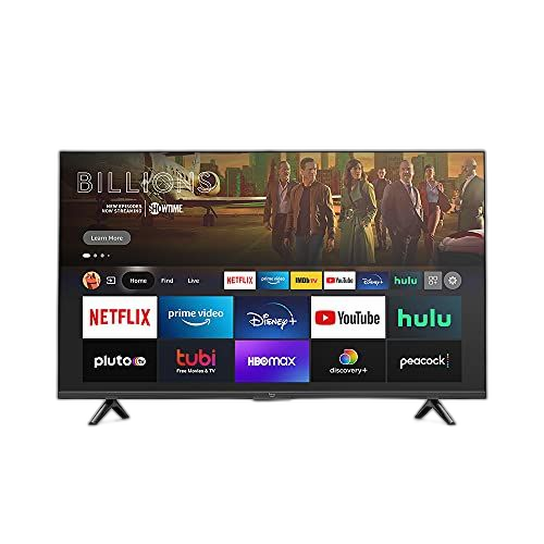 BILLIONS
NEW EPISODES
NOW STREAMING
SHOWTIME
Learn More
Home Find Live NETFLIX prime video IMDb TV YouTube Disney+ hulu
NETFLIX prime video Disney+ YouTube hulu
pluto tv tubi HBOMAX discovery+ peacock
Free Movies & TV